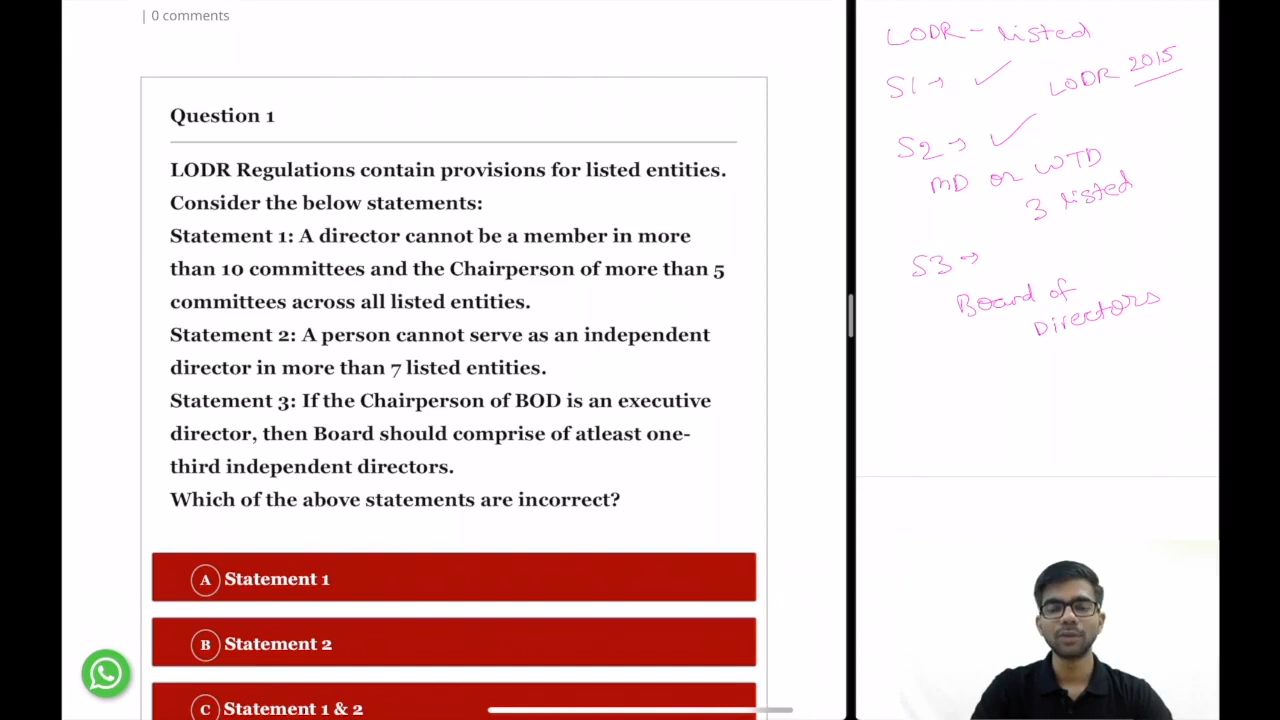 | 0 comments
Question 1
LODR Regulations contain provisions for listed entities.
Consider the below statements:
Statement 1: A director cannot be a member in more
than 10 committees and the Chairperson of more than 5
committees across all listed entities.
Statement 2: A person cannot serve as an independent
director in more than 7 listed entities.
Statement 3: If the Chairperson of BOD is an executive
director, then Board should comprise of atleast one-
third independent directors.
Which of the above statements are incorrect?
A Statement 1
B Statement 2
C Statement 1 & 2
LODR - listed
S1 → ✓
LODR 2015
S2 → ✓
MD or WTD
3 listed
S3 →
Board of
Directors